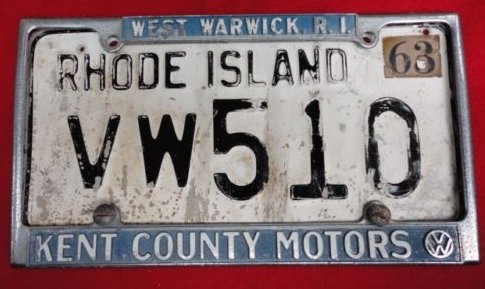 WEST WARWICK, R.I.
RHODE ISLAND 63
VW510
KENT COUNTY MOTORS VW